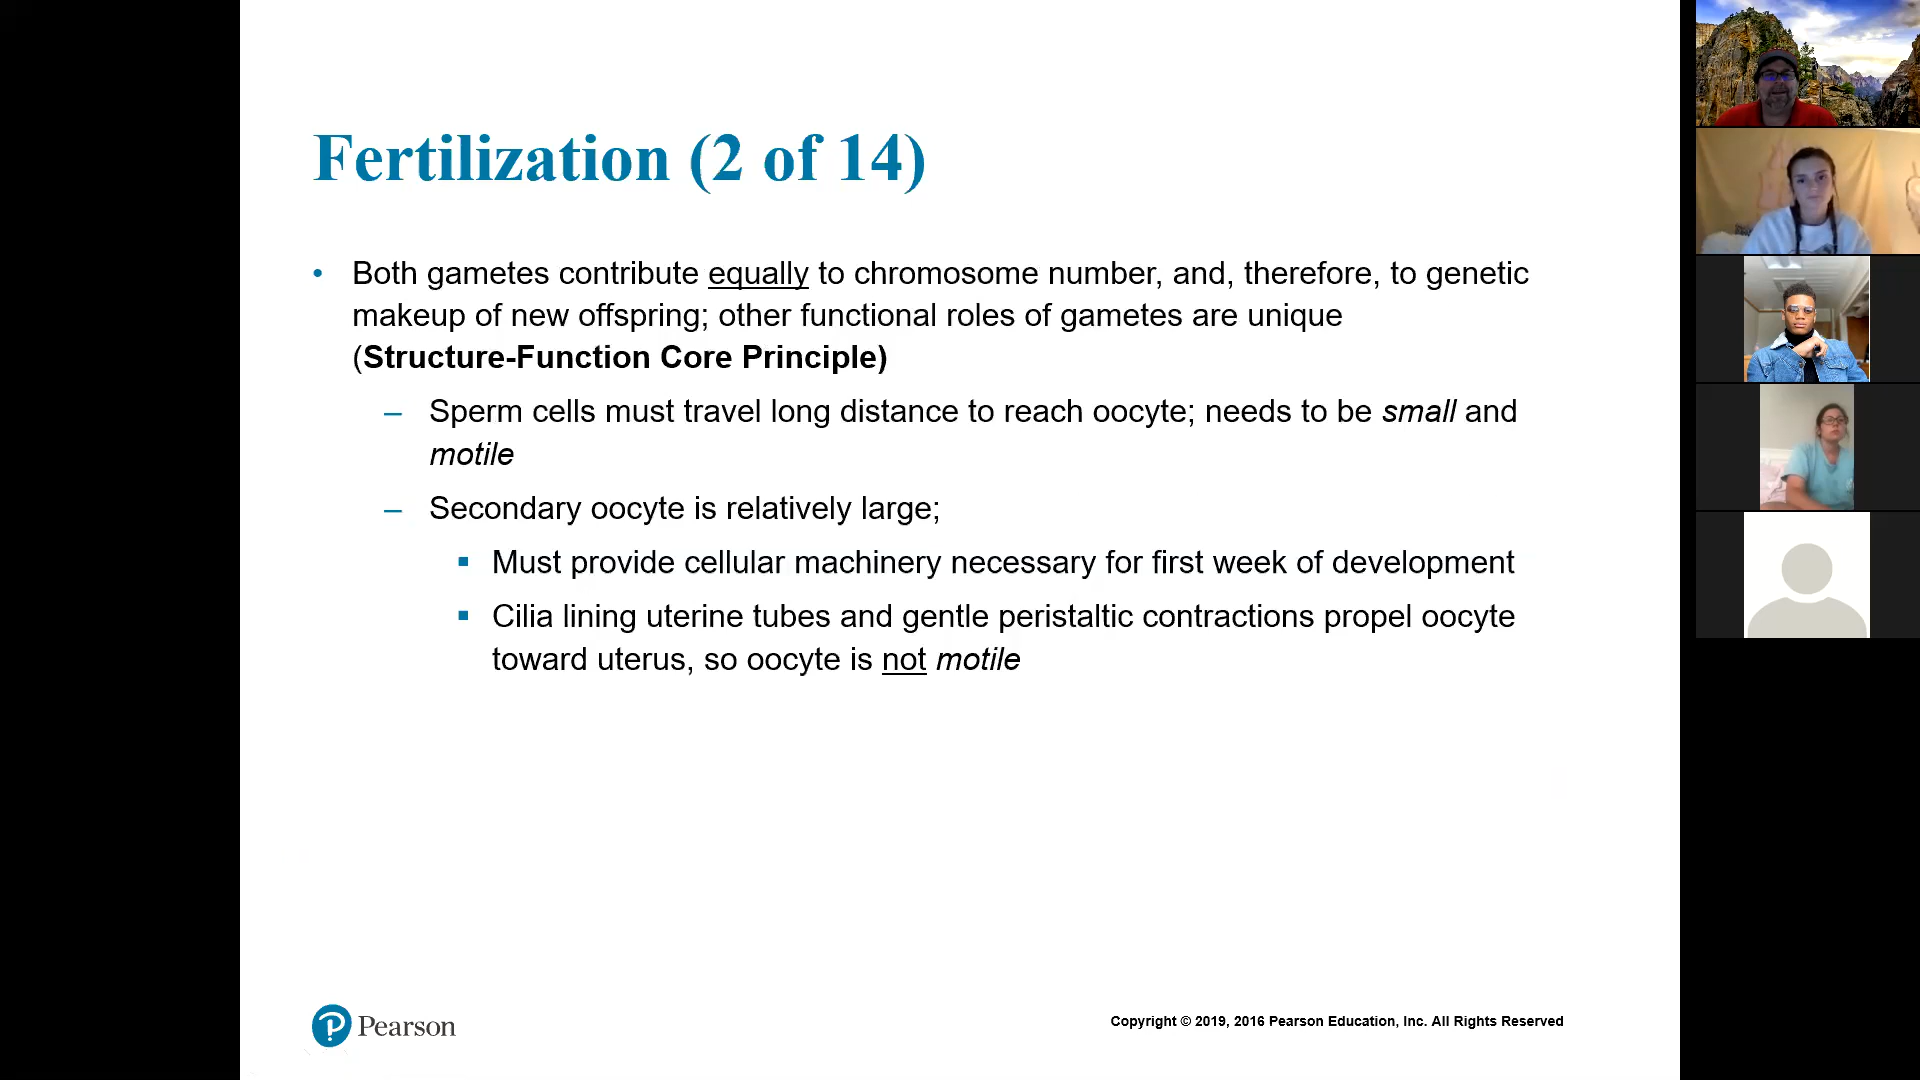 Fertilization (2 of 14)
• Both gametes contribute equally to chromosome number, and, therefore, to genetic
makeup of new offspring; other functional roles of gametes are unique
(Structure-Function Core Principle)
– Sperm cells must travel long distance to reach oocyte; needs to be small and
motile
– Secondary oocyte is relatively large;
▪ Must provide cellular machinery necessary for first week of development
▪ Cilia lining uterine tubes and gentle peristaltic contractions propel oocyte
toward uterus, so oocyte is not motile
Pearson
Copyright © 2019, 2016 Pearson Education, Inc. All Rights Reserved